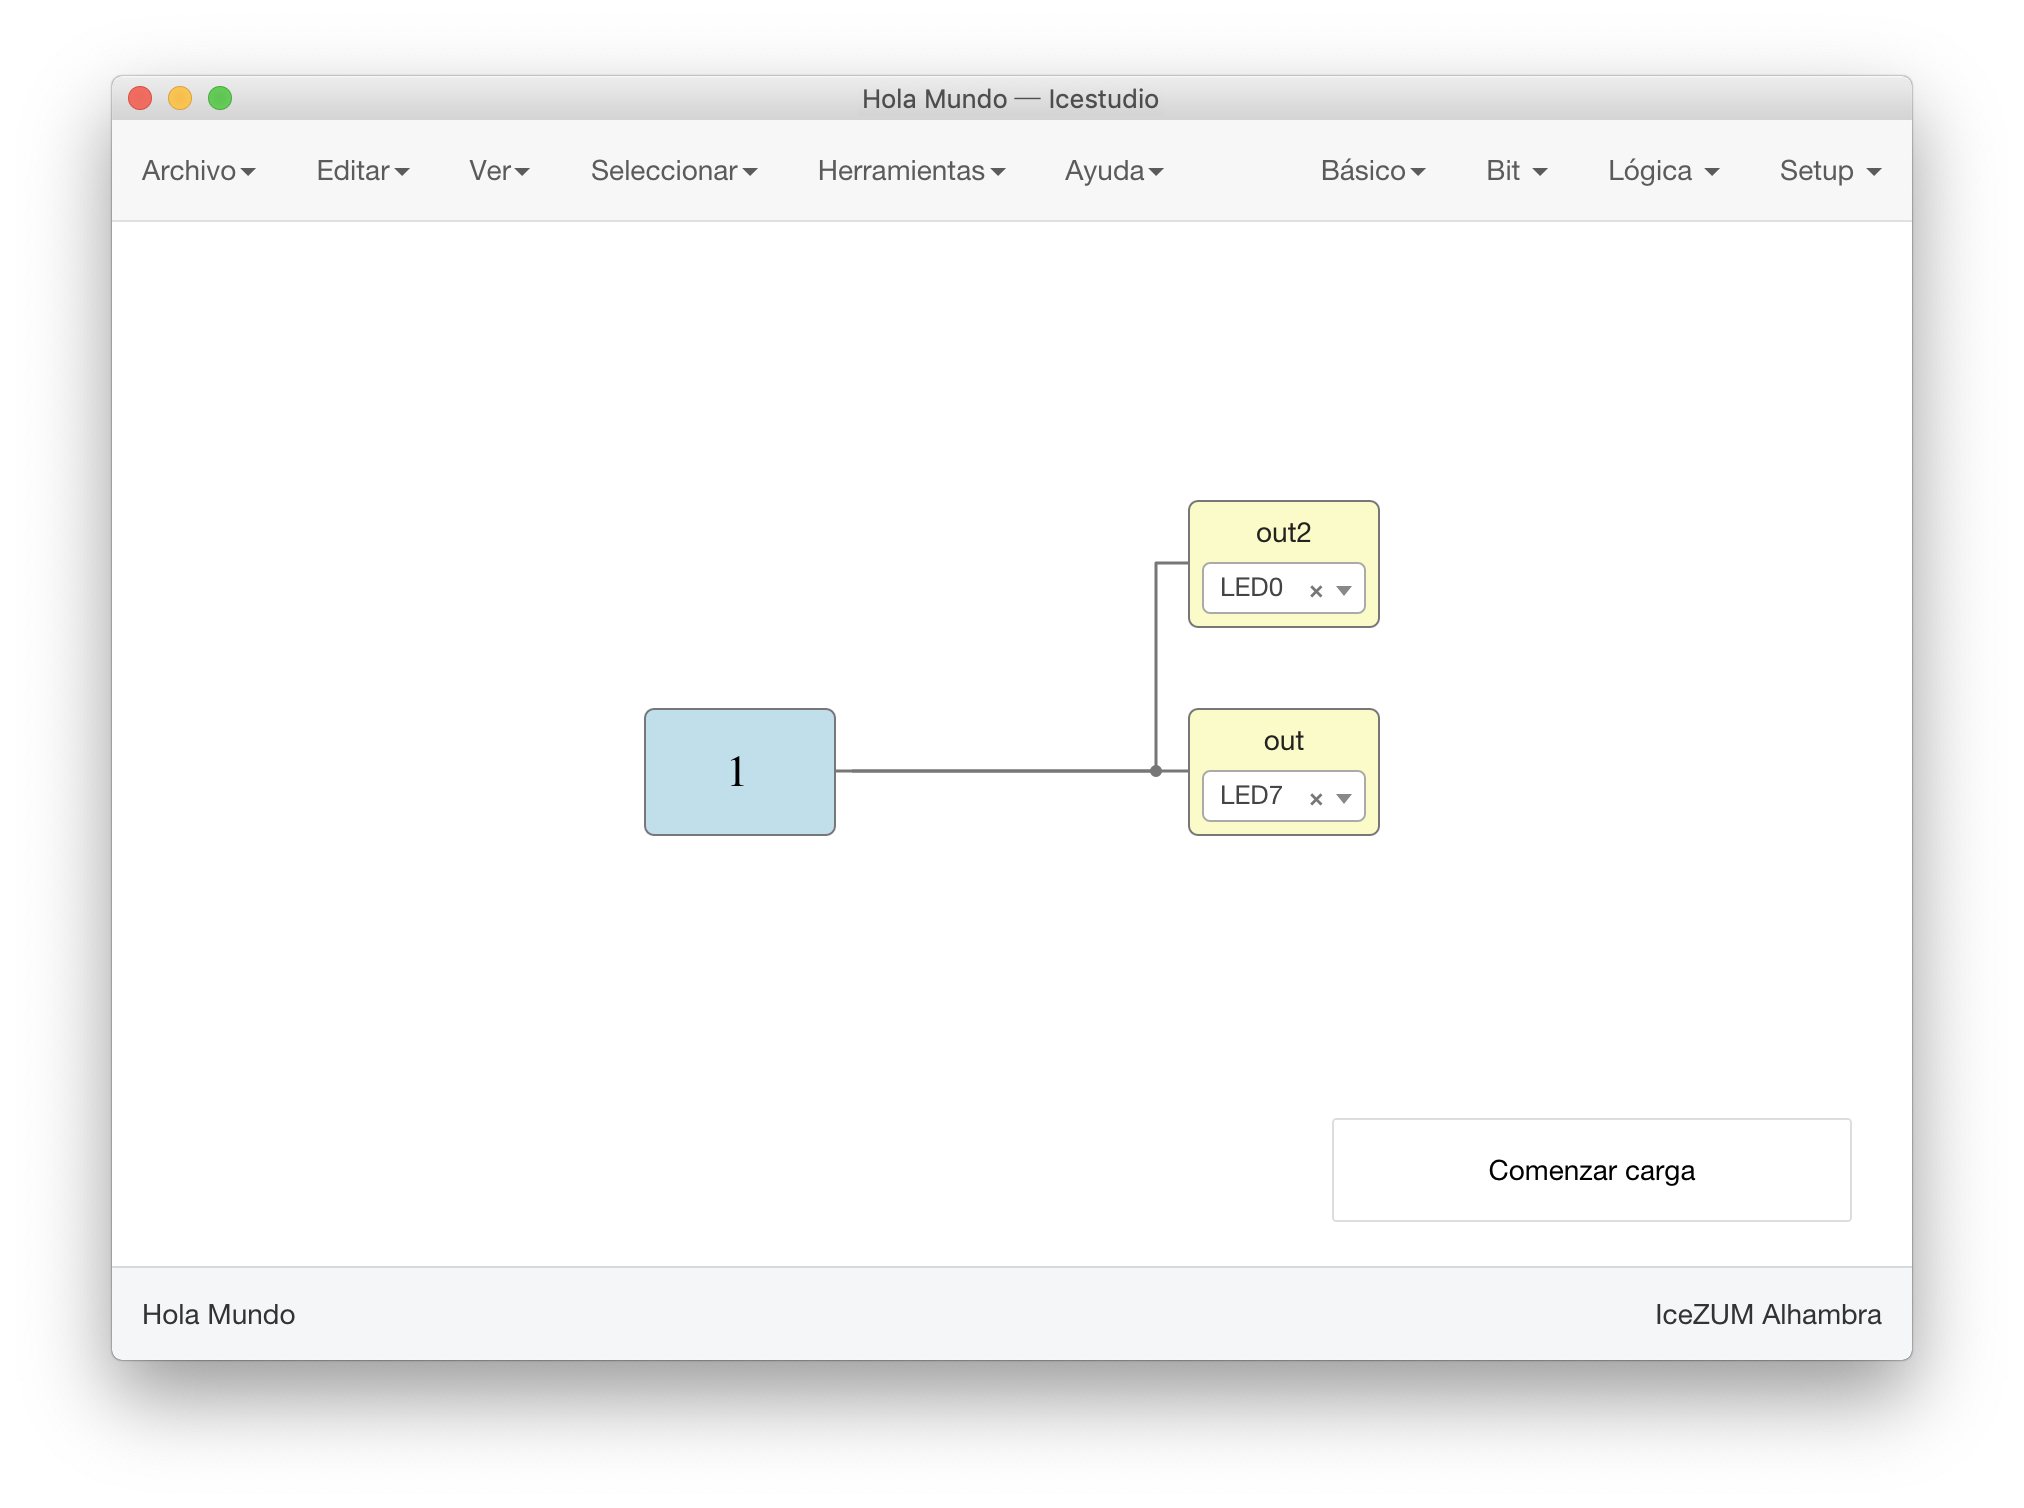 Hola Mundo — Icestudio
Archivo Editar Ver Seleccionar Herramientas Ayuda Básico Bit Lógica Setup
out2
LED0 ×
1
out
LED7 ×
Comenzar carga
Hola Mundo IceZUM Alhambra